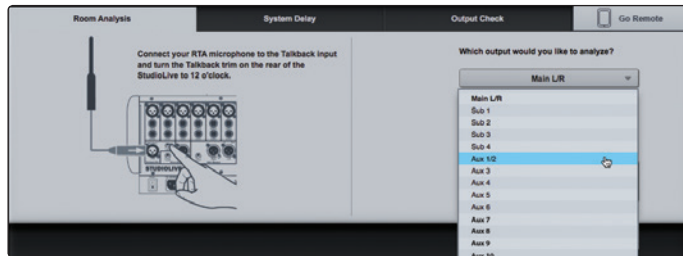 Room Analysis
System Delay
Output Check
Go Remote
Connect your RTA microphone to the Talkback input
and turn the Talkback trim on the rear of the
StudioLive to 12 o'clock.
STUDIOLIVE
Which output would you like to analyze?
Main L/R
Main L/R
Sub 1
Sub 2
Sub 3
Sub 4
Aux 1/2
Aux 3
Aux 4
Aux 5
Aux 6
Aux 7
Aux 8
Aux 9
Aux 10